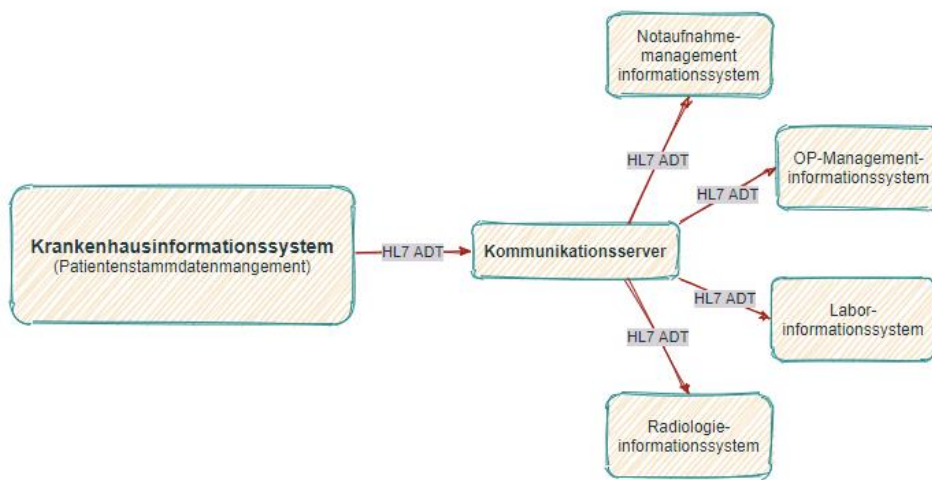 Notaufnahme-
management
informationssystem
HL7 ADT
OP-Management-
informationssystem
HL7 ADT
Krankenhausinformationssystem
(Patientenstammdatenmangement)
HL7 ADT
Kommunikationsserver
HL7 ADT
Labor-
informationssystem
HL7 ADT
Radiologie-
informationssystem